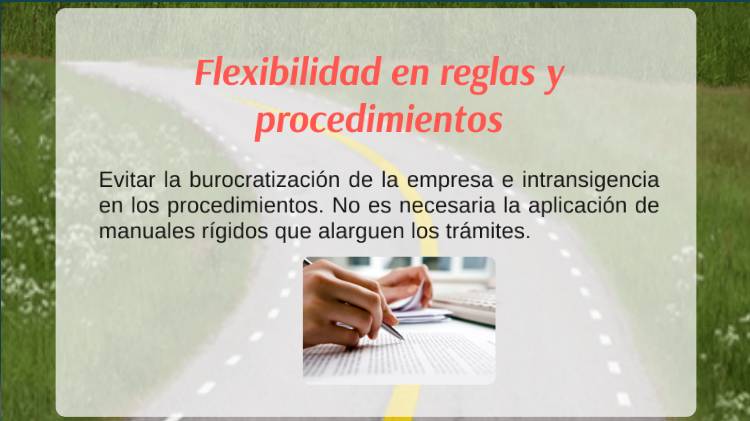 Flexibilidad en reglas y
procedimientos
Evitar la burocratización de la empresa e intransigencia
en los procedimientos. No es necesaria la aplicación de
manuales rígidos que alarguen los trámites.